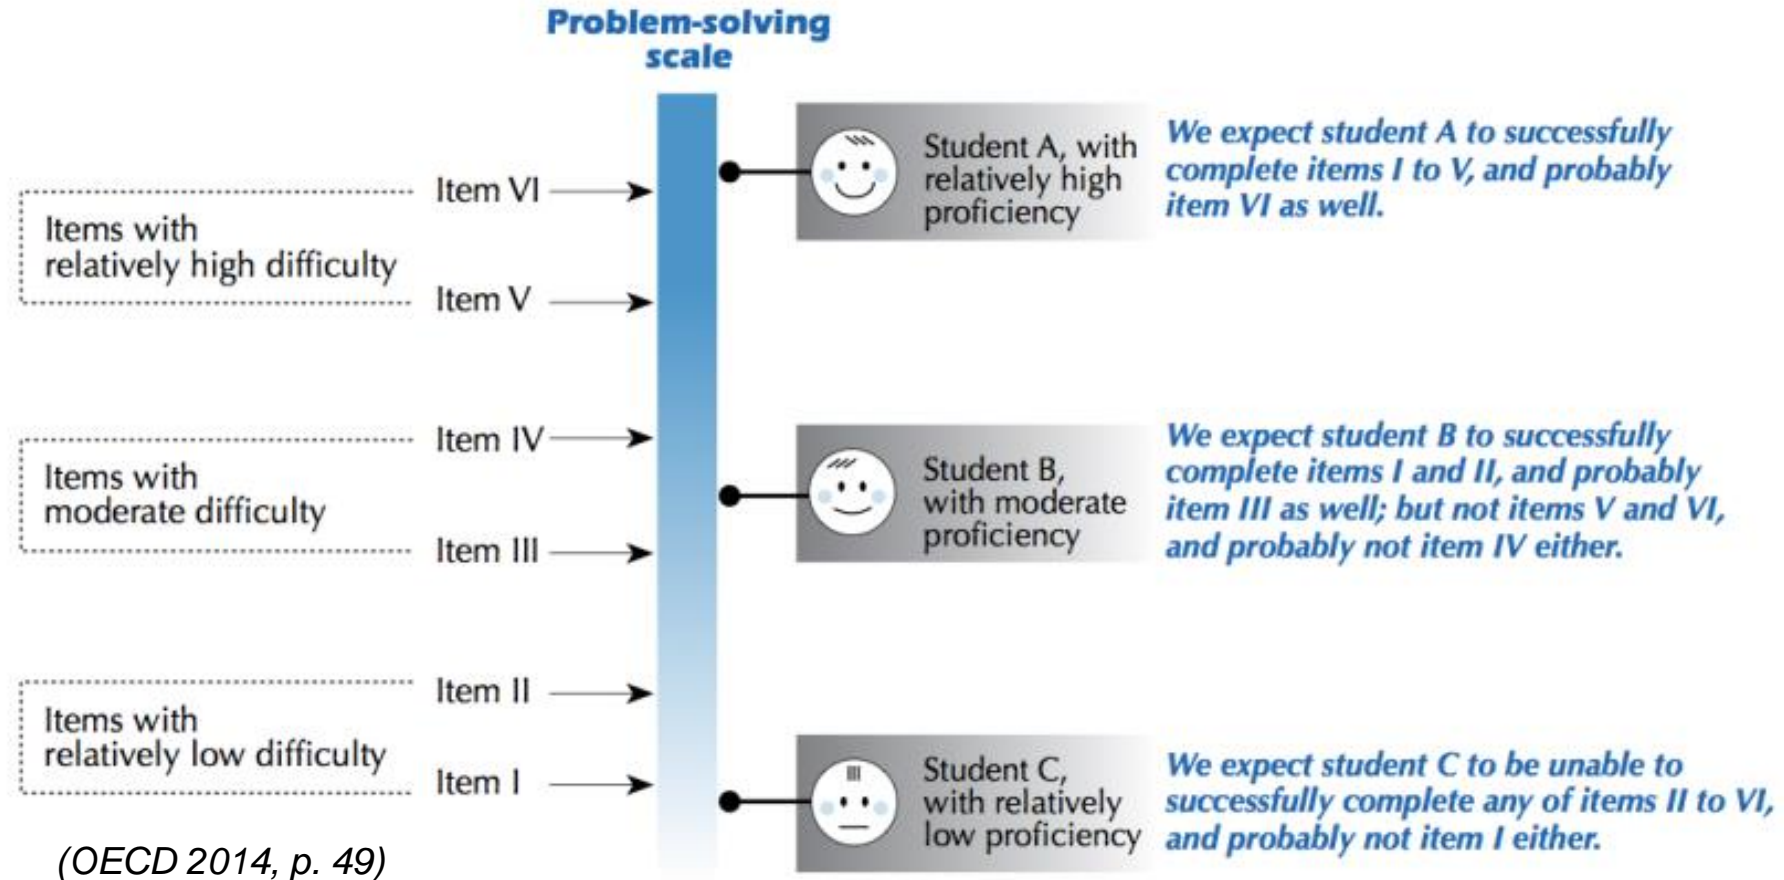 Problem-solving
scale
Item VI
Items with
relatively high difficulty
Item V
Student A, with
relatively high
proficiency
We expect student A to successfully
complete items I to V, and probably
item VI as well.
Item IV
Items with
moderate difficulty
Item III
Student B,
with moderate
proficiency
We expect student B to successfully
complete items I and II, and probably
item III as well; but not items V and VI,
and probably not item IV either.
Item II
Items with
relatively low difficulty
Item I
Student C,
with relatively
low proficiency
We expect student C to be unable to
successfully complete any of items II to VI,
and probably not item I either.
(OECD 2014, p. 49)